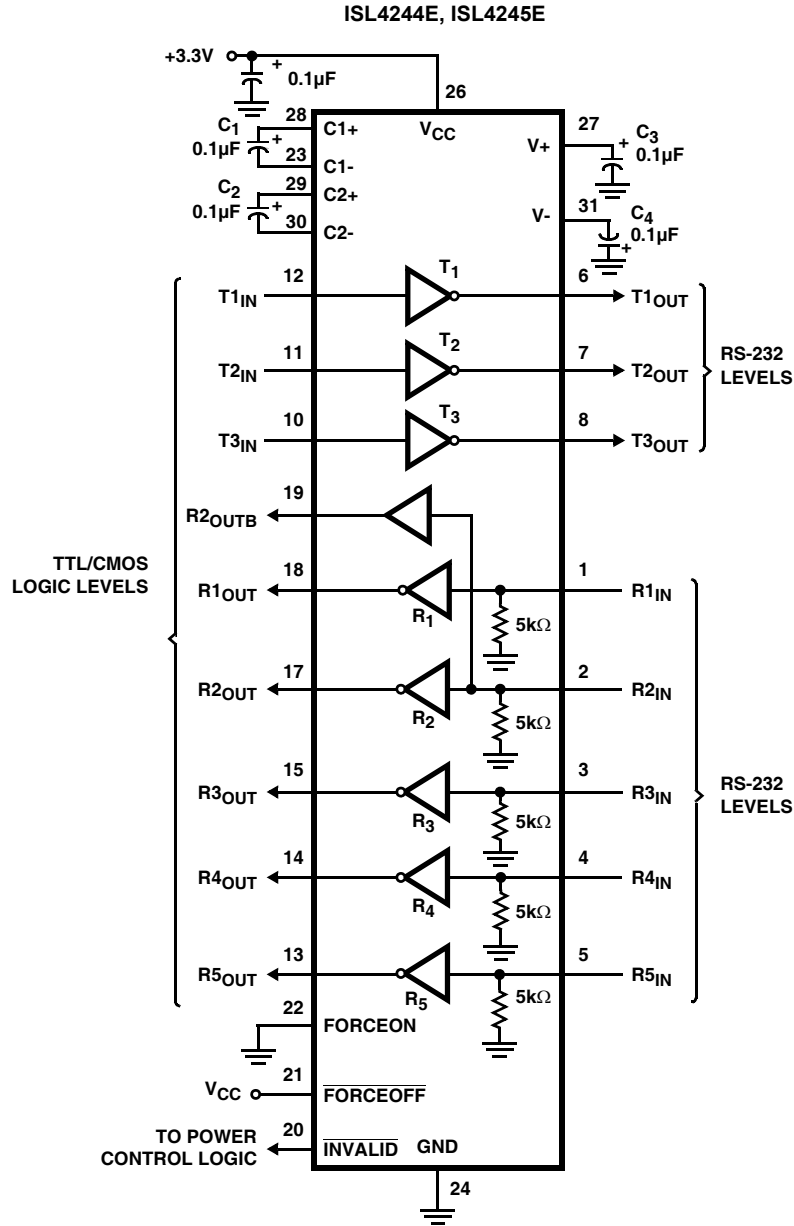 ISL4244E, ISL4245E
+3.3V
+
0.1µF
26
28
C1+
VCC
27
C1
0.1µF
+
23
C1-
V+
+
C3
0.1µF
29
C2
0.1µF
+
C2+
30
C2-
31
V-
C4
0.1µF
+
12
T1
6
T1IN
T1OUT
11
T2
7
T2IN
T2OUT
RS-232
LEVELS
10
T3
8
T3IN
T3OUT
19
R2OUTB
TTL/CMOS
LOGIC LEVELS
18
1
R1OUT
R1IN
R1
5kΩ
17
2
R2OUT
R2IN
R2
5kΩ
15
3
R3OUT
R3IN
R3
5kΩ
RS-232
LEVELS
14
4
R4OUT
R4IN
R4
5kΩ
13
5
R5OUT
R5IN
R5
5kΩ
22
FORCEON
21
VCC
FORCEOFF
20
TO POWER
CONTROL LOGIC
INVALID
GND
24